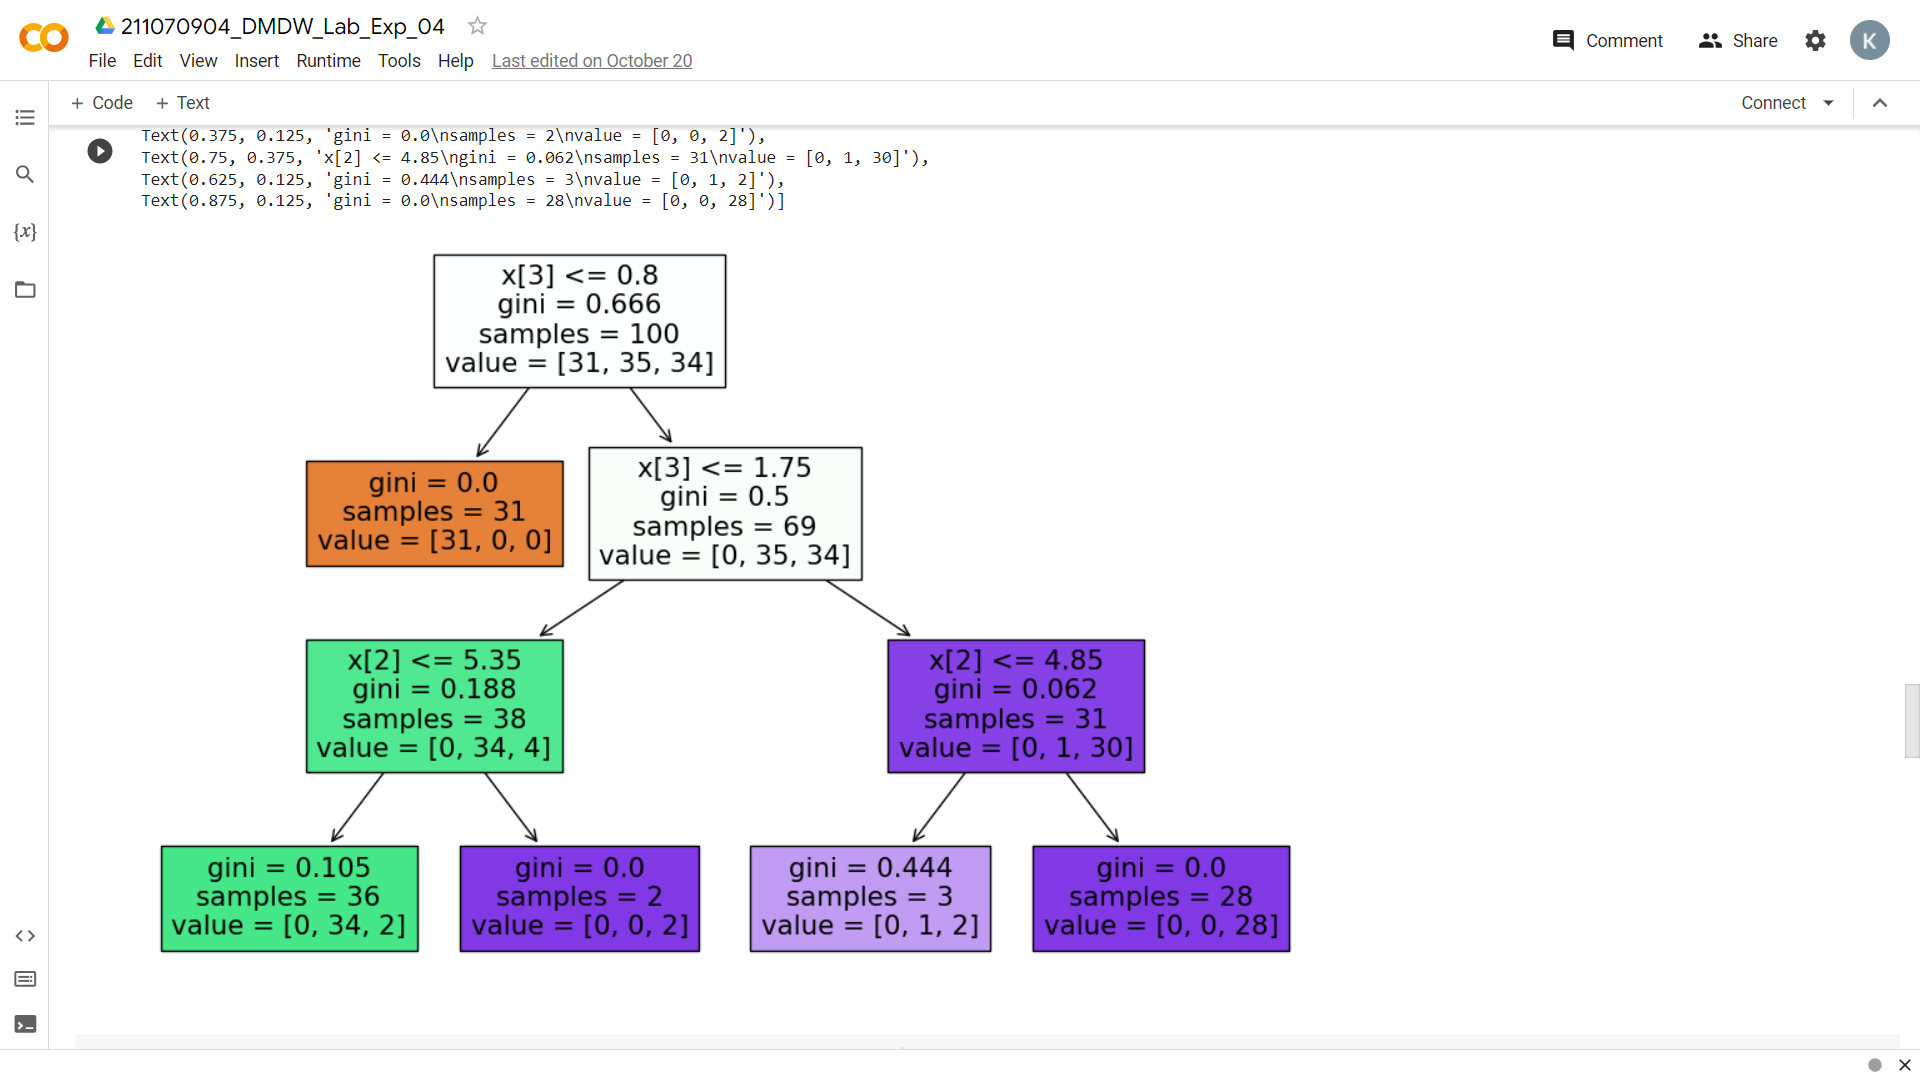 211070904_DMDW_Lab_Exp_04
File Edit View Insert Runtime Tools Help Last edited on October 20
Comment Share K
+ Code + Text
Connect
{x}
Text(0.375, 0.125, 'gini = 0.0\nsamples = 2\nvalue = [0, 0, 2]'),
Text(0.75, 0.375, 'x[2] <= 4.85\ngini = 0.062\nsamples = 31\nvalue = [0, 1, 30]'),
Text(0.625, 0.125, 'gini = 0.444\nsamples = 3\nvalue = [0, 1, 2]'),
Text(0.875, 0.125, 'gini = 0.0\nsamples = 28\nvalue = [0, 0, 28]')]
x[3] <= 0.8
gini = 0.666
samples = 100
value = [31, 35, 34]
gini = 0.0
samples = 31
value = [31, 0, 0]
x[3] <= 1.75
gini = 0.5
samples = 69
value = [0, 35, 34]
x[2] <= 5.35
gini = 0.188
samples = 38
value = [0, 34, 4]
x[2] <= 4.85
gini = 0.062
samples = 31
value = [0, 1, 30]
gini = 0.105
samples = 36
value = [0, 34, 2]
gini = 0.0
samples = 2
value = [0, 0, 2]
gini = 0.444
samples = 3
value = [0, 1, 2]
gini = 0.0
samples = 28
value = [0, 0, 28]